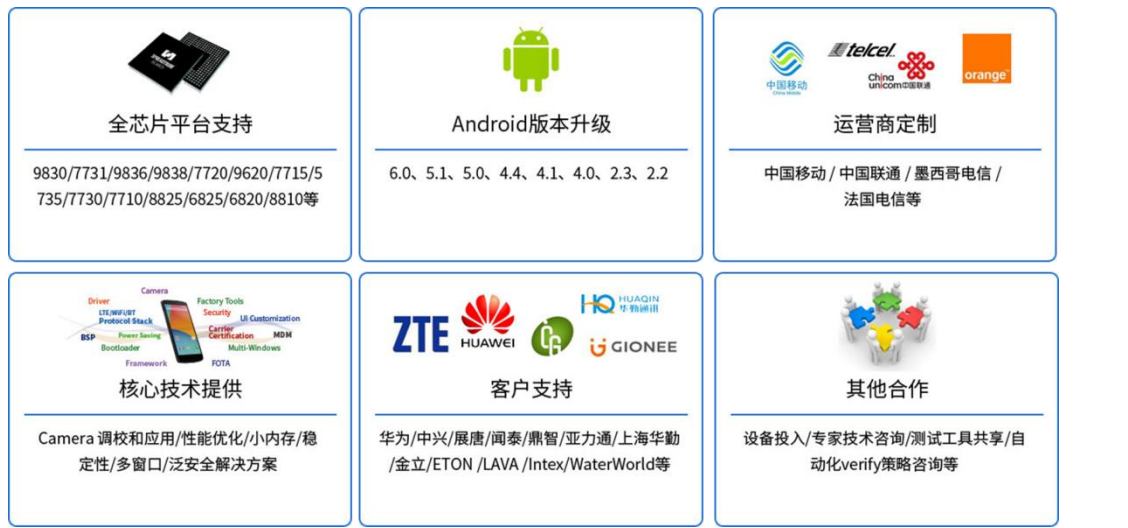 中国移动
China Mobile
telcel
China
unicom中国联通
orange™
全芯片平台支持
9830/7731/9836/9838/7720/9620/7715/5
735/7730/7710/8825/6825/6820/8810等
Android版本升级
6.0、5.1、5.0、4.4、4.1、4.0、2.3、2.2
运营商定制
中国移动 / 中国联通 / 墨西哥电信 /
法国电信等
Camera
Driver
Factory Tools
LTE/WiFi/BT
Protocol Stack
Security
UI Customization
BSP
Power Saving
Carrier
Certification
MDM
Bootloader
Multi-Windows
Framework
FOTA
核心技术提供
Camera 调校和应用/性能优化/小内存/稳
定性/多窗口/泛安全解决方案
ZTE
HUAWEI
HQ HUAQIN
华勤通讯
GIONEE
客户支持
华为/中兴/展唐/闻泰/鼎智/亚力通/上海华勤
/金立/ETON /LAVA /Intex/WaterWorld等
其他合作
设备投入/专家技术咨询/测试工具共享/自
动化verify策略咨询等